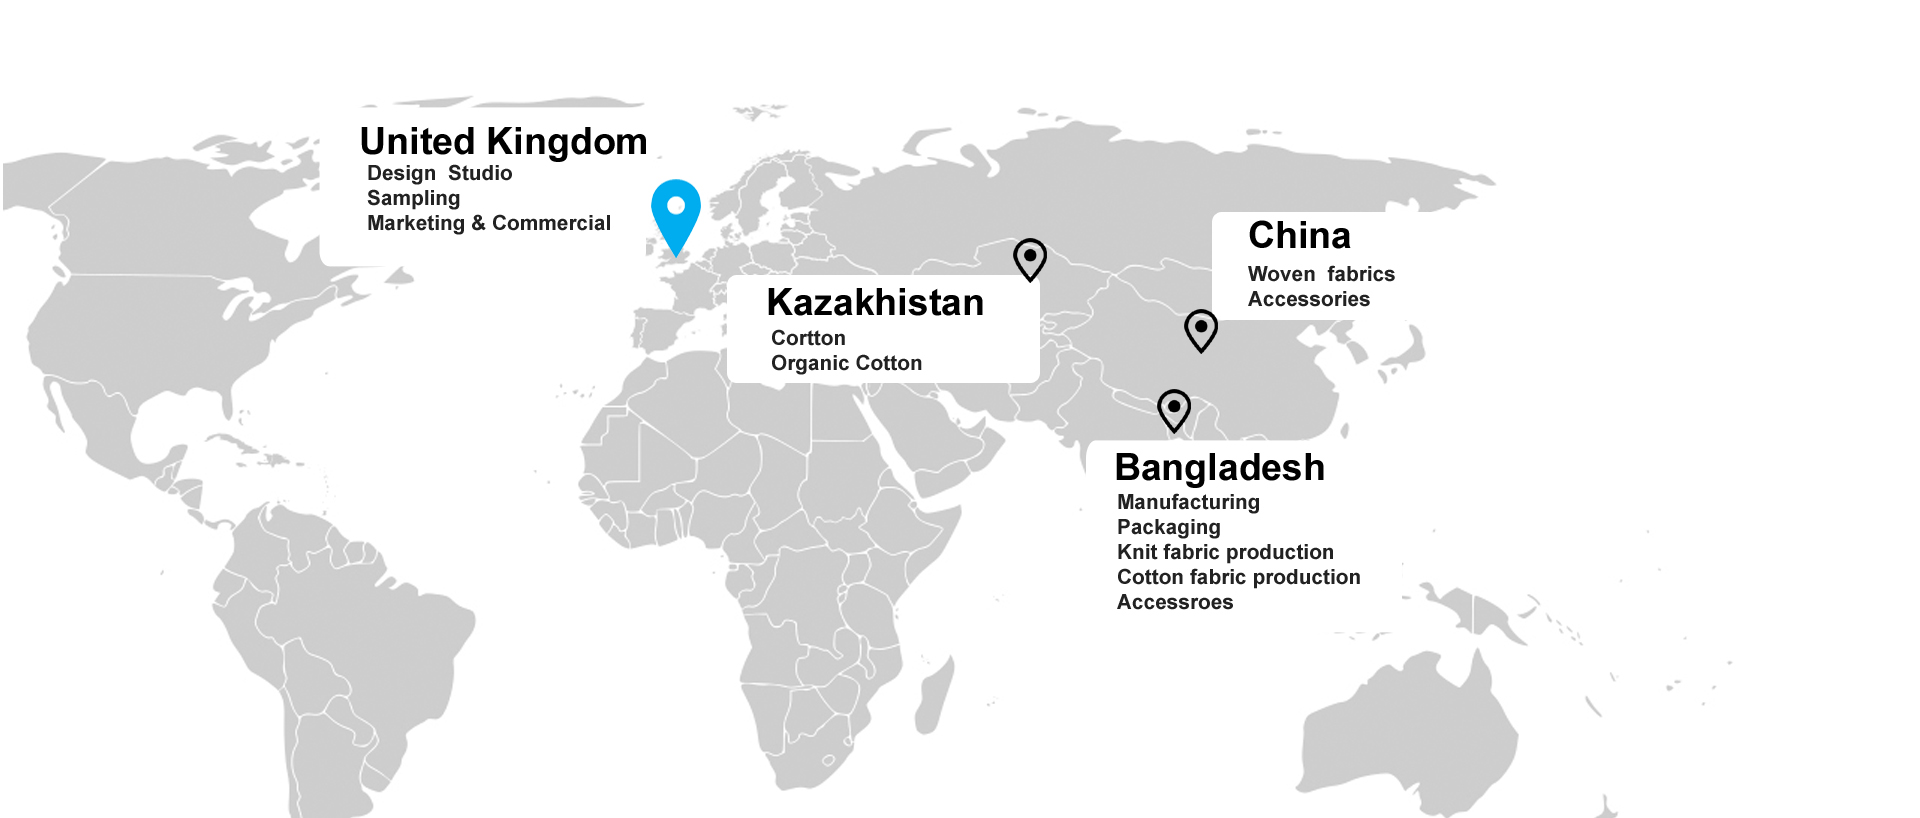 United Kingdom
Design Studio
Sampling
Marketing & Commercial
Kazakhistan
Cortton
Organic Cotton
China
Woven fabrics
Accessories
Bangladesh
Manufacturing
Packaging
Knit fabric production
Cotton fabric production
Accessroes